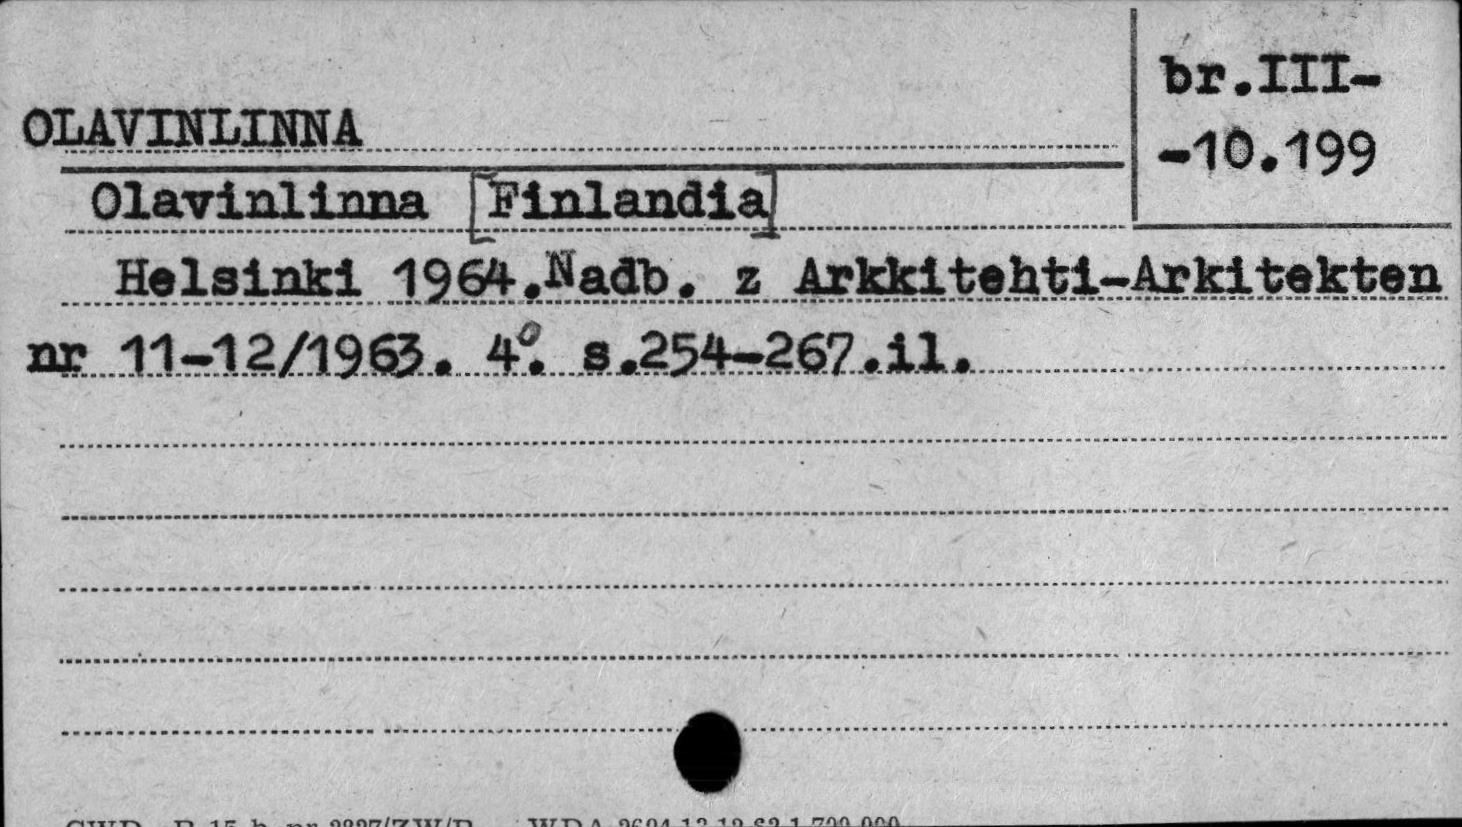 br.III-
-10.199
OLAVINLINNA
Olavinlinna [Finlandia]
Helsinki 1964.Nadb. z Arkkitehti-Arkitekten
nr 11-12/1963. 4°. s.254-267.il.